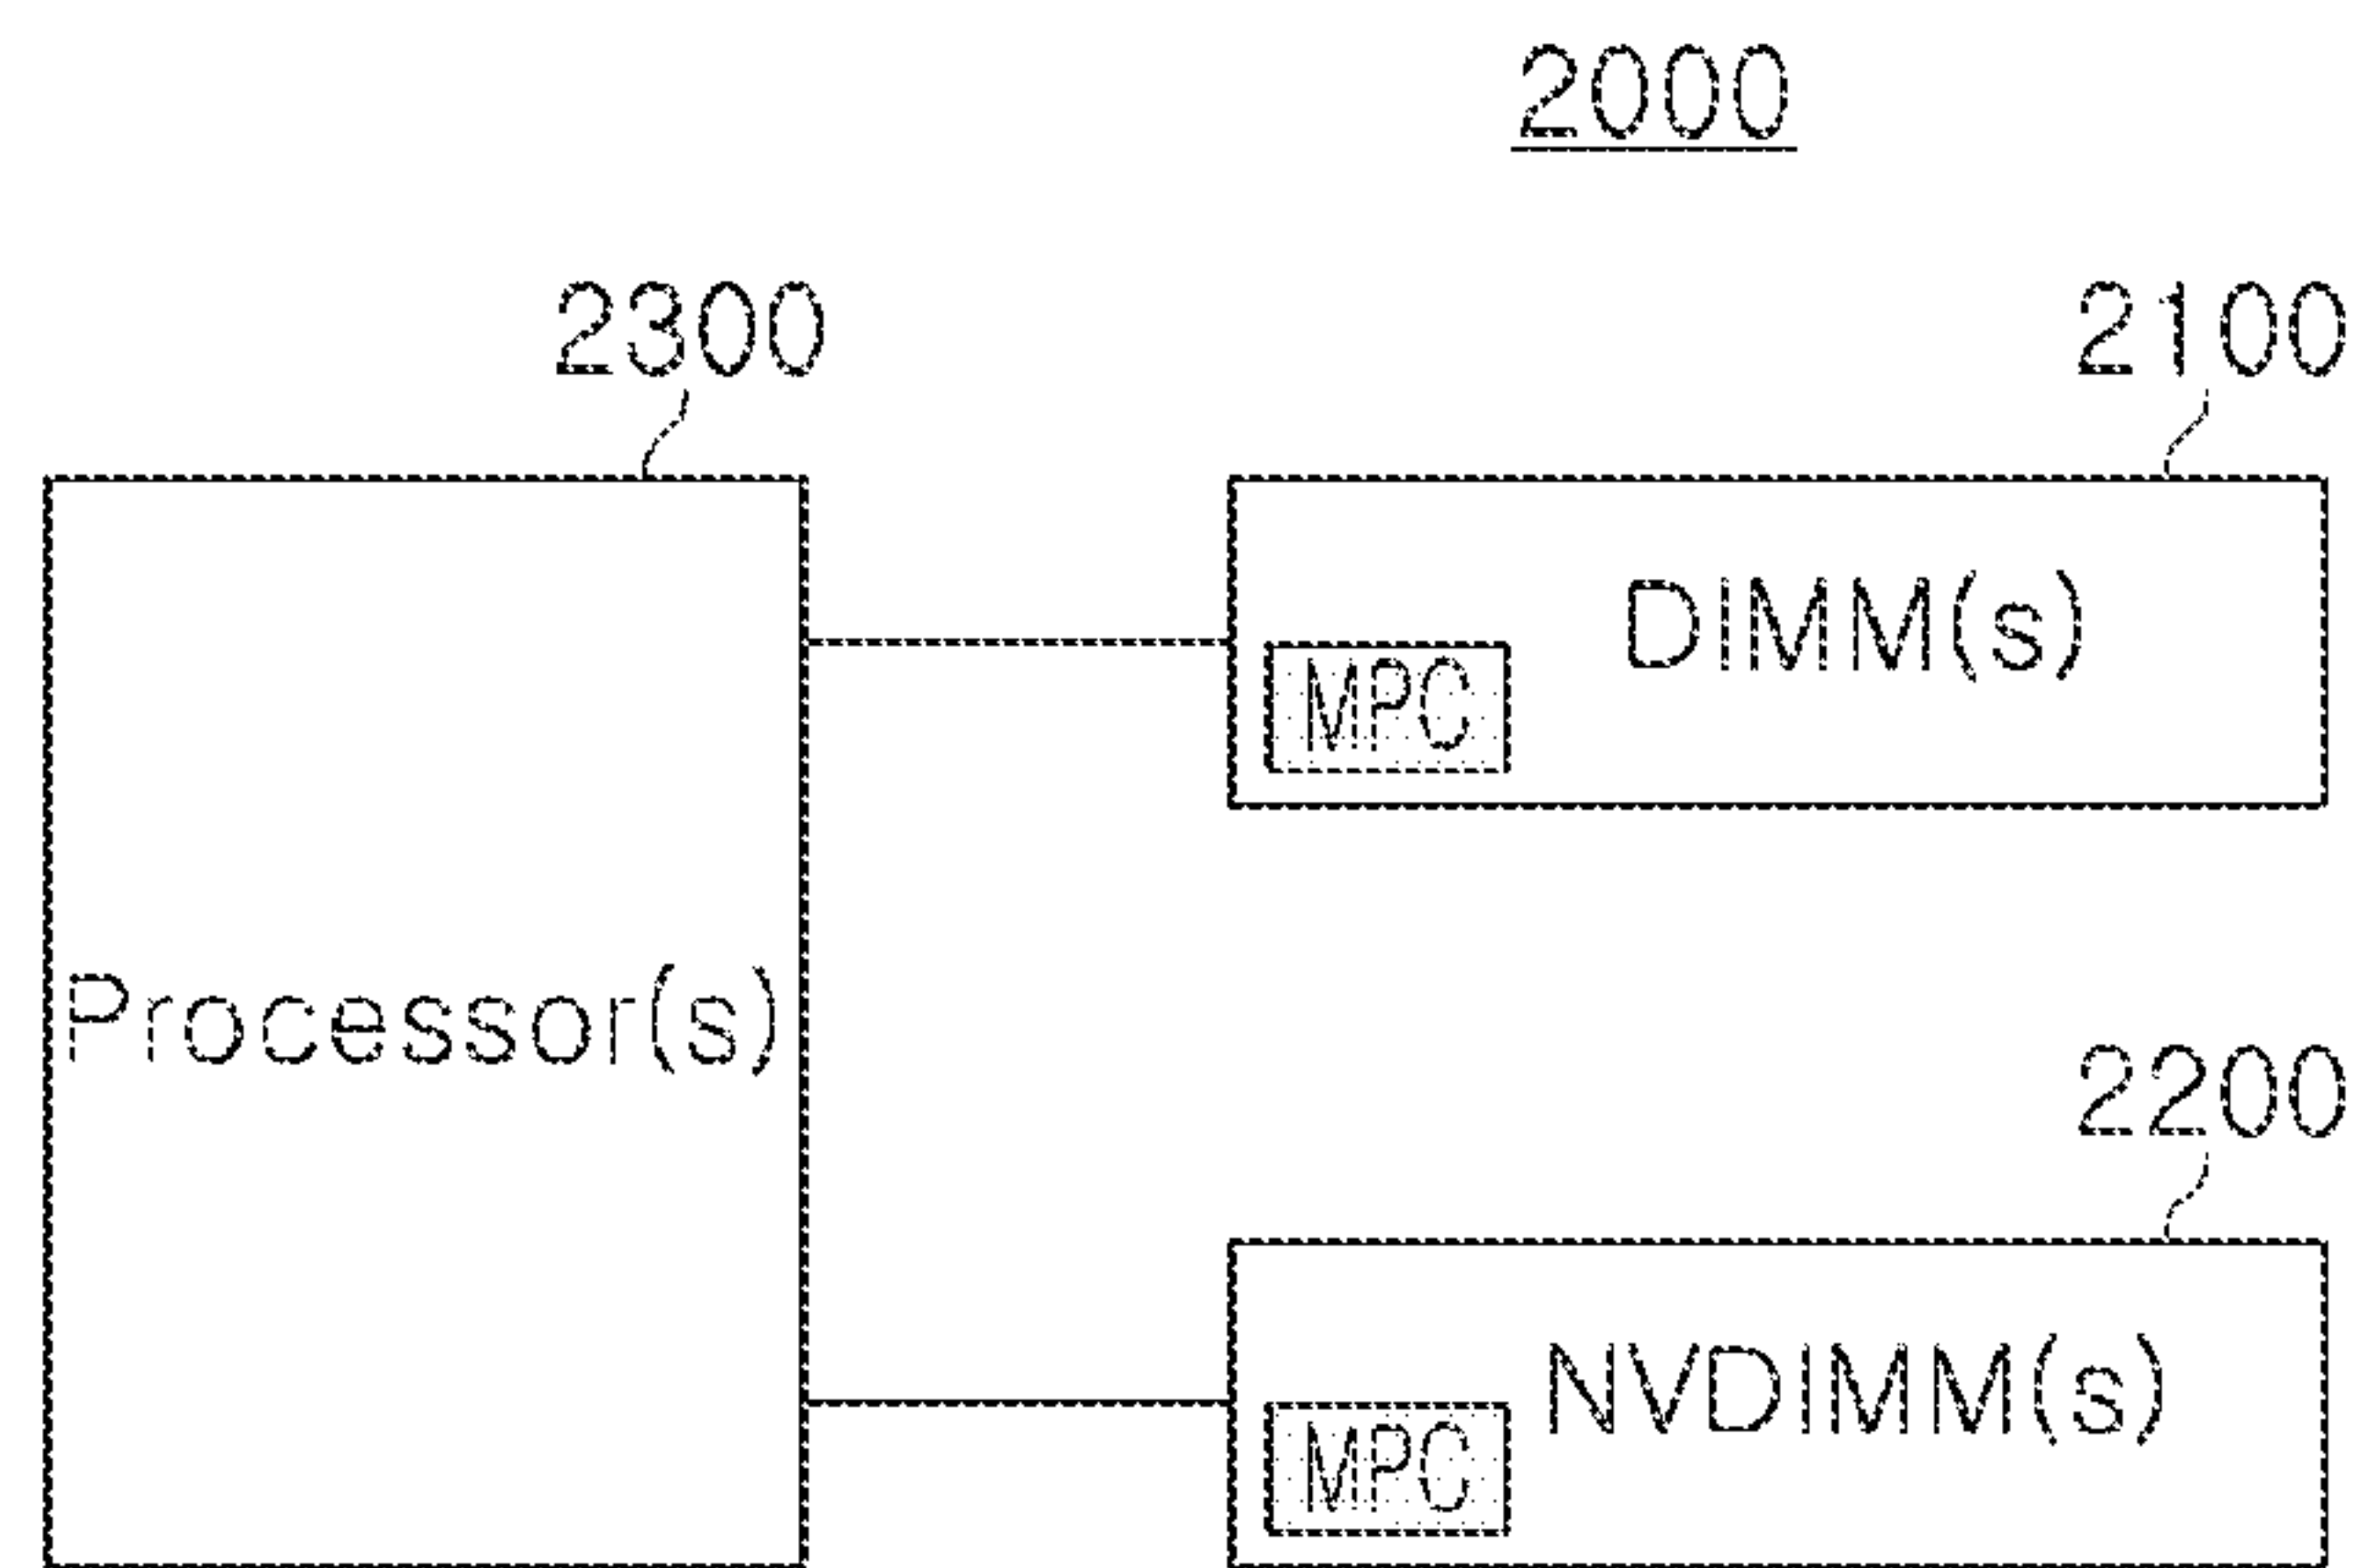 2000
2300
2100
DIMM(s)
MPC
Processor(s)
2200
NVDIMM(s)
MPC